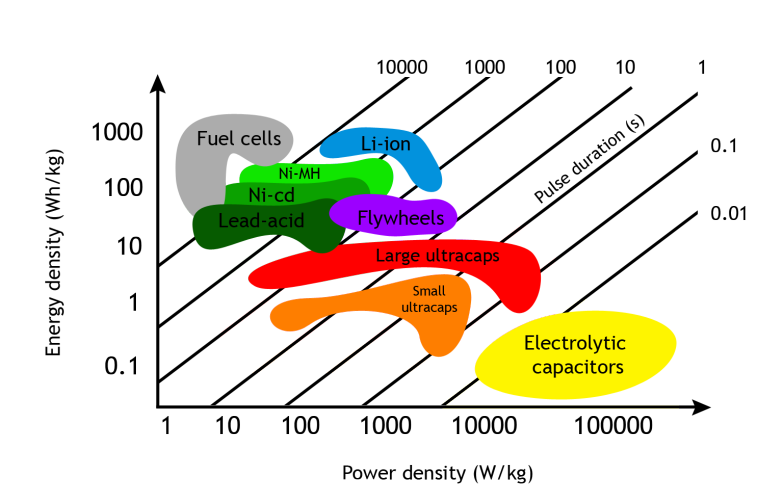 10000 1000 100 10 1
1000
Fuel cells
Li-ion
Pulse duration (s)
0.1
Ni-MH
100
Ni-cd
Lead-acid
Flywheels
0.01
Energy density (Wh/kg)
10
Large ultracaps
1
Small
ultracaps
0.1
Electrolytic
capacitors
1 10 100 1000 10000 100000
Power density (W/kg)